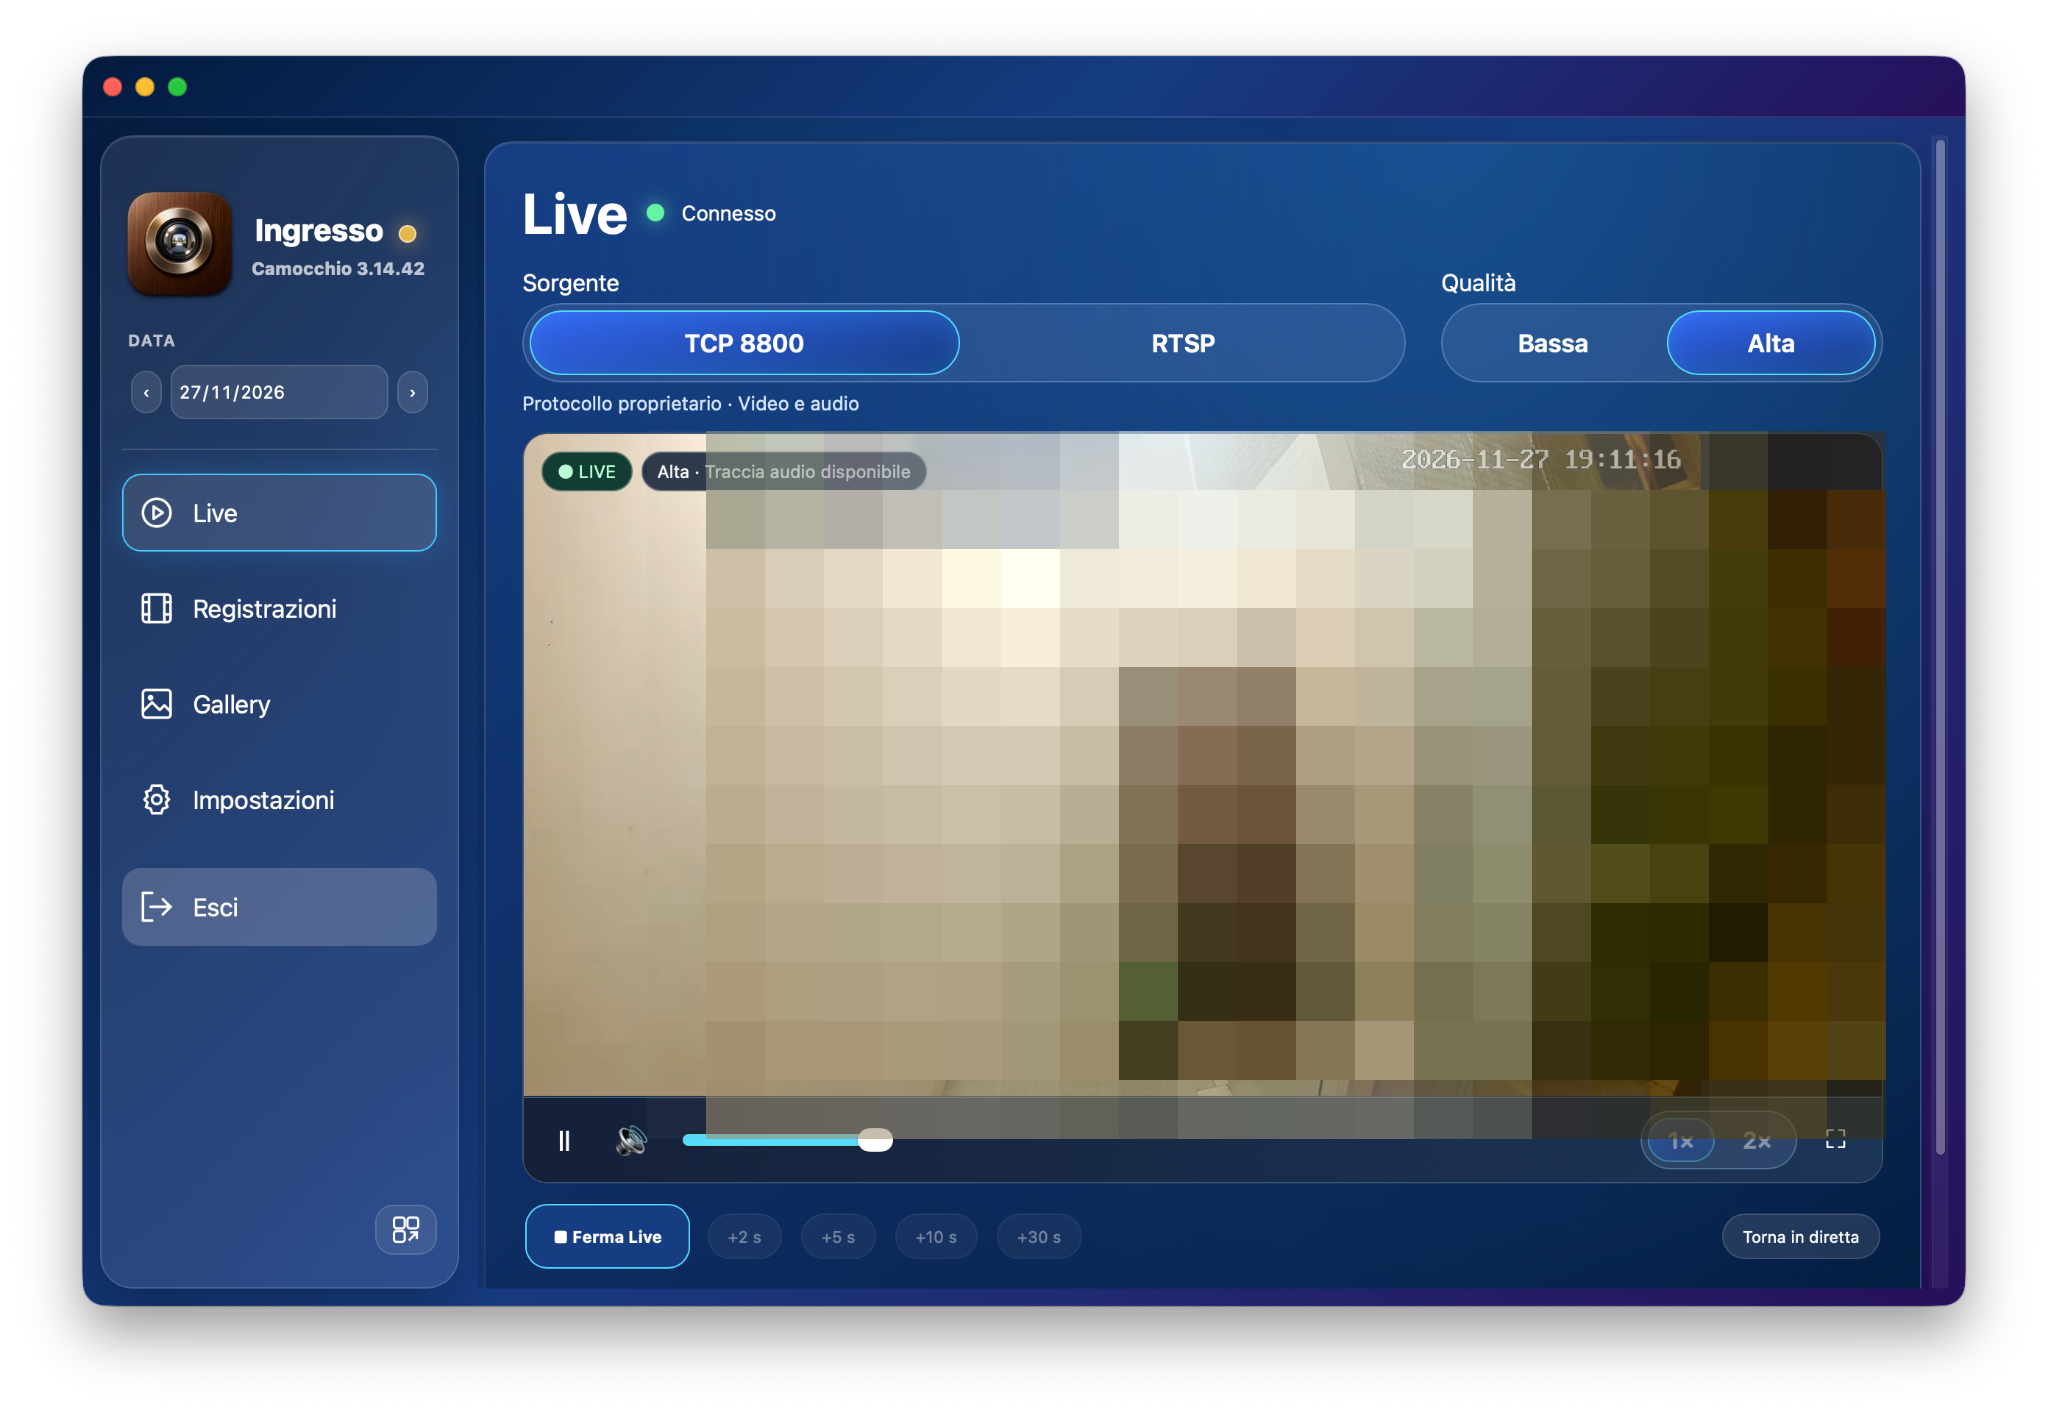 Ingresso
Camocchio 3.14.42
DATA
‹ 27/11/2026 ›
Live
Registrazioni
Gallery
Impostazioni
Esci
Live Connesso
Sorgente
TCP 8800 RTSP
Protocollo proprietario · Video e audio
Qualità
Bassa Alta
LIVE Alta · Traccia audio disponibile
2026-11-27 19:11:16
1× 2×
Ferma Live +2 s +5 s +10 s +30 s Torna in diretta